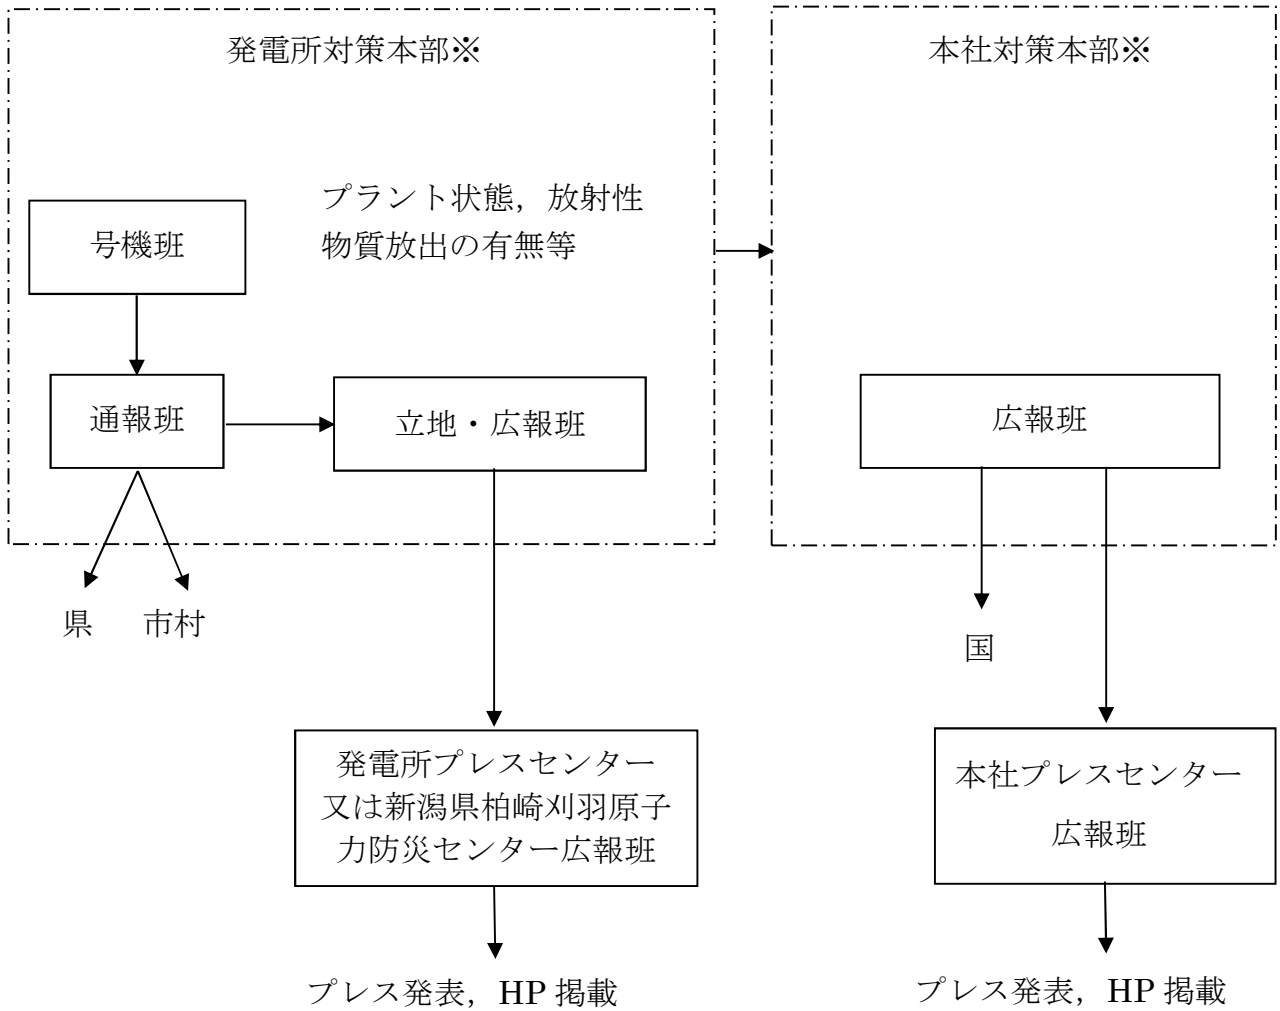 発電所対策本部※
本社対策本部※
プラント状態，放射性
物質放出の有無等
号機班
通報班
立地・広報班
広報班
県
市村
国
発電所プレスセンター
又は新潟県柏崎刈羽原子
力防災センター広報班
本社プレスセンター
広報班
プレス発表，HP 掲載
プレス発表，HP 掲載